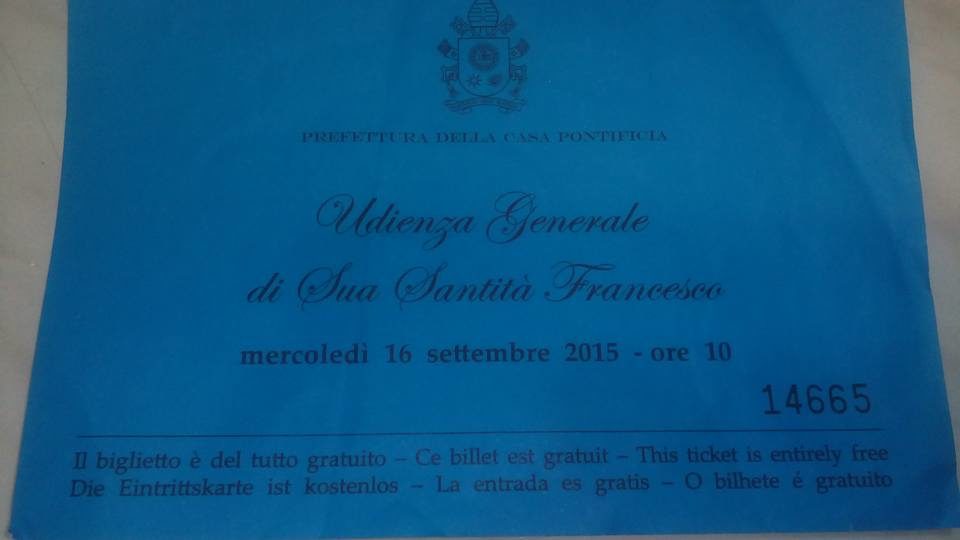 PREFETTURA DELLA CASA PONTIFICIA
Udienza Generale
di Sua Santità Francesco
mercoledì 16 settembre 2015 - ore 10
14665
Il biglietto è del tutto gratuito – Ce billet est gratuit – This ticket is entirely free
Die Eintrittskarte ist kostenlos – La entrada es gratis – O bilhete é gratuito